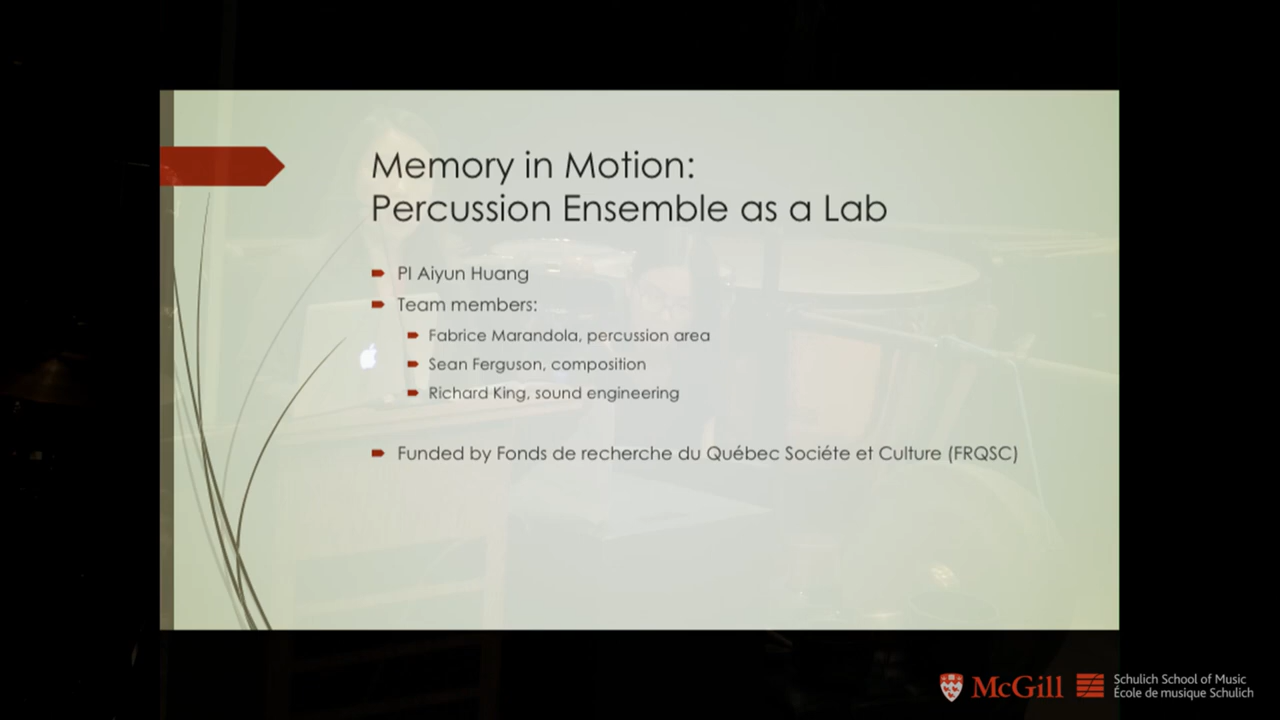 Memory in Motion:
Percussion Ensemble as a Lab
PI Aiyun Huang
Team members:
Fabrice Marandola, percussion area
Sean Ferguson, composition
Richard King, sound engineering
Funded by Fonds de recherche du Québec Sociéte et Culture (FRQSC)
McGill
Schulich School of Music
École de musique Schulich